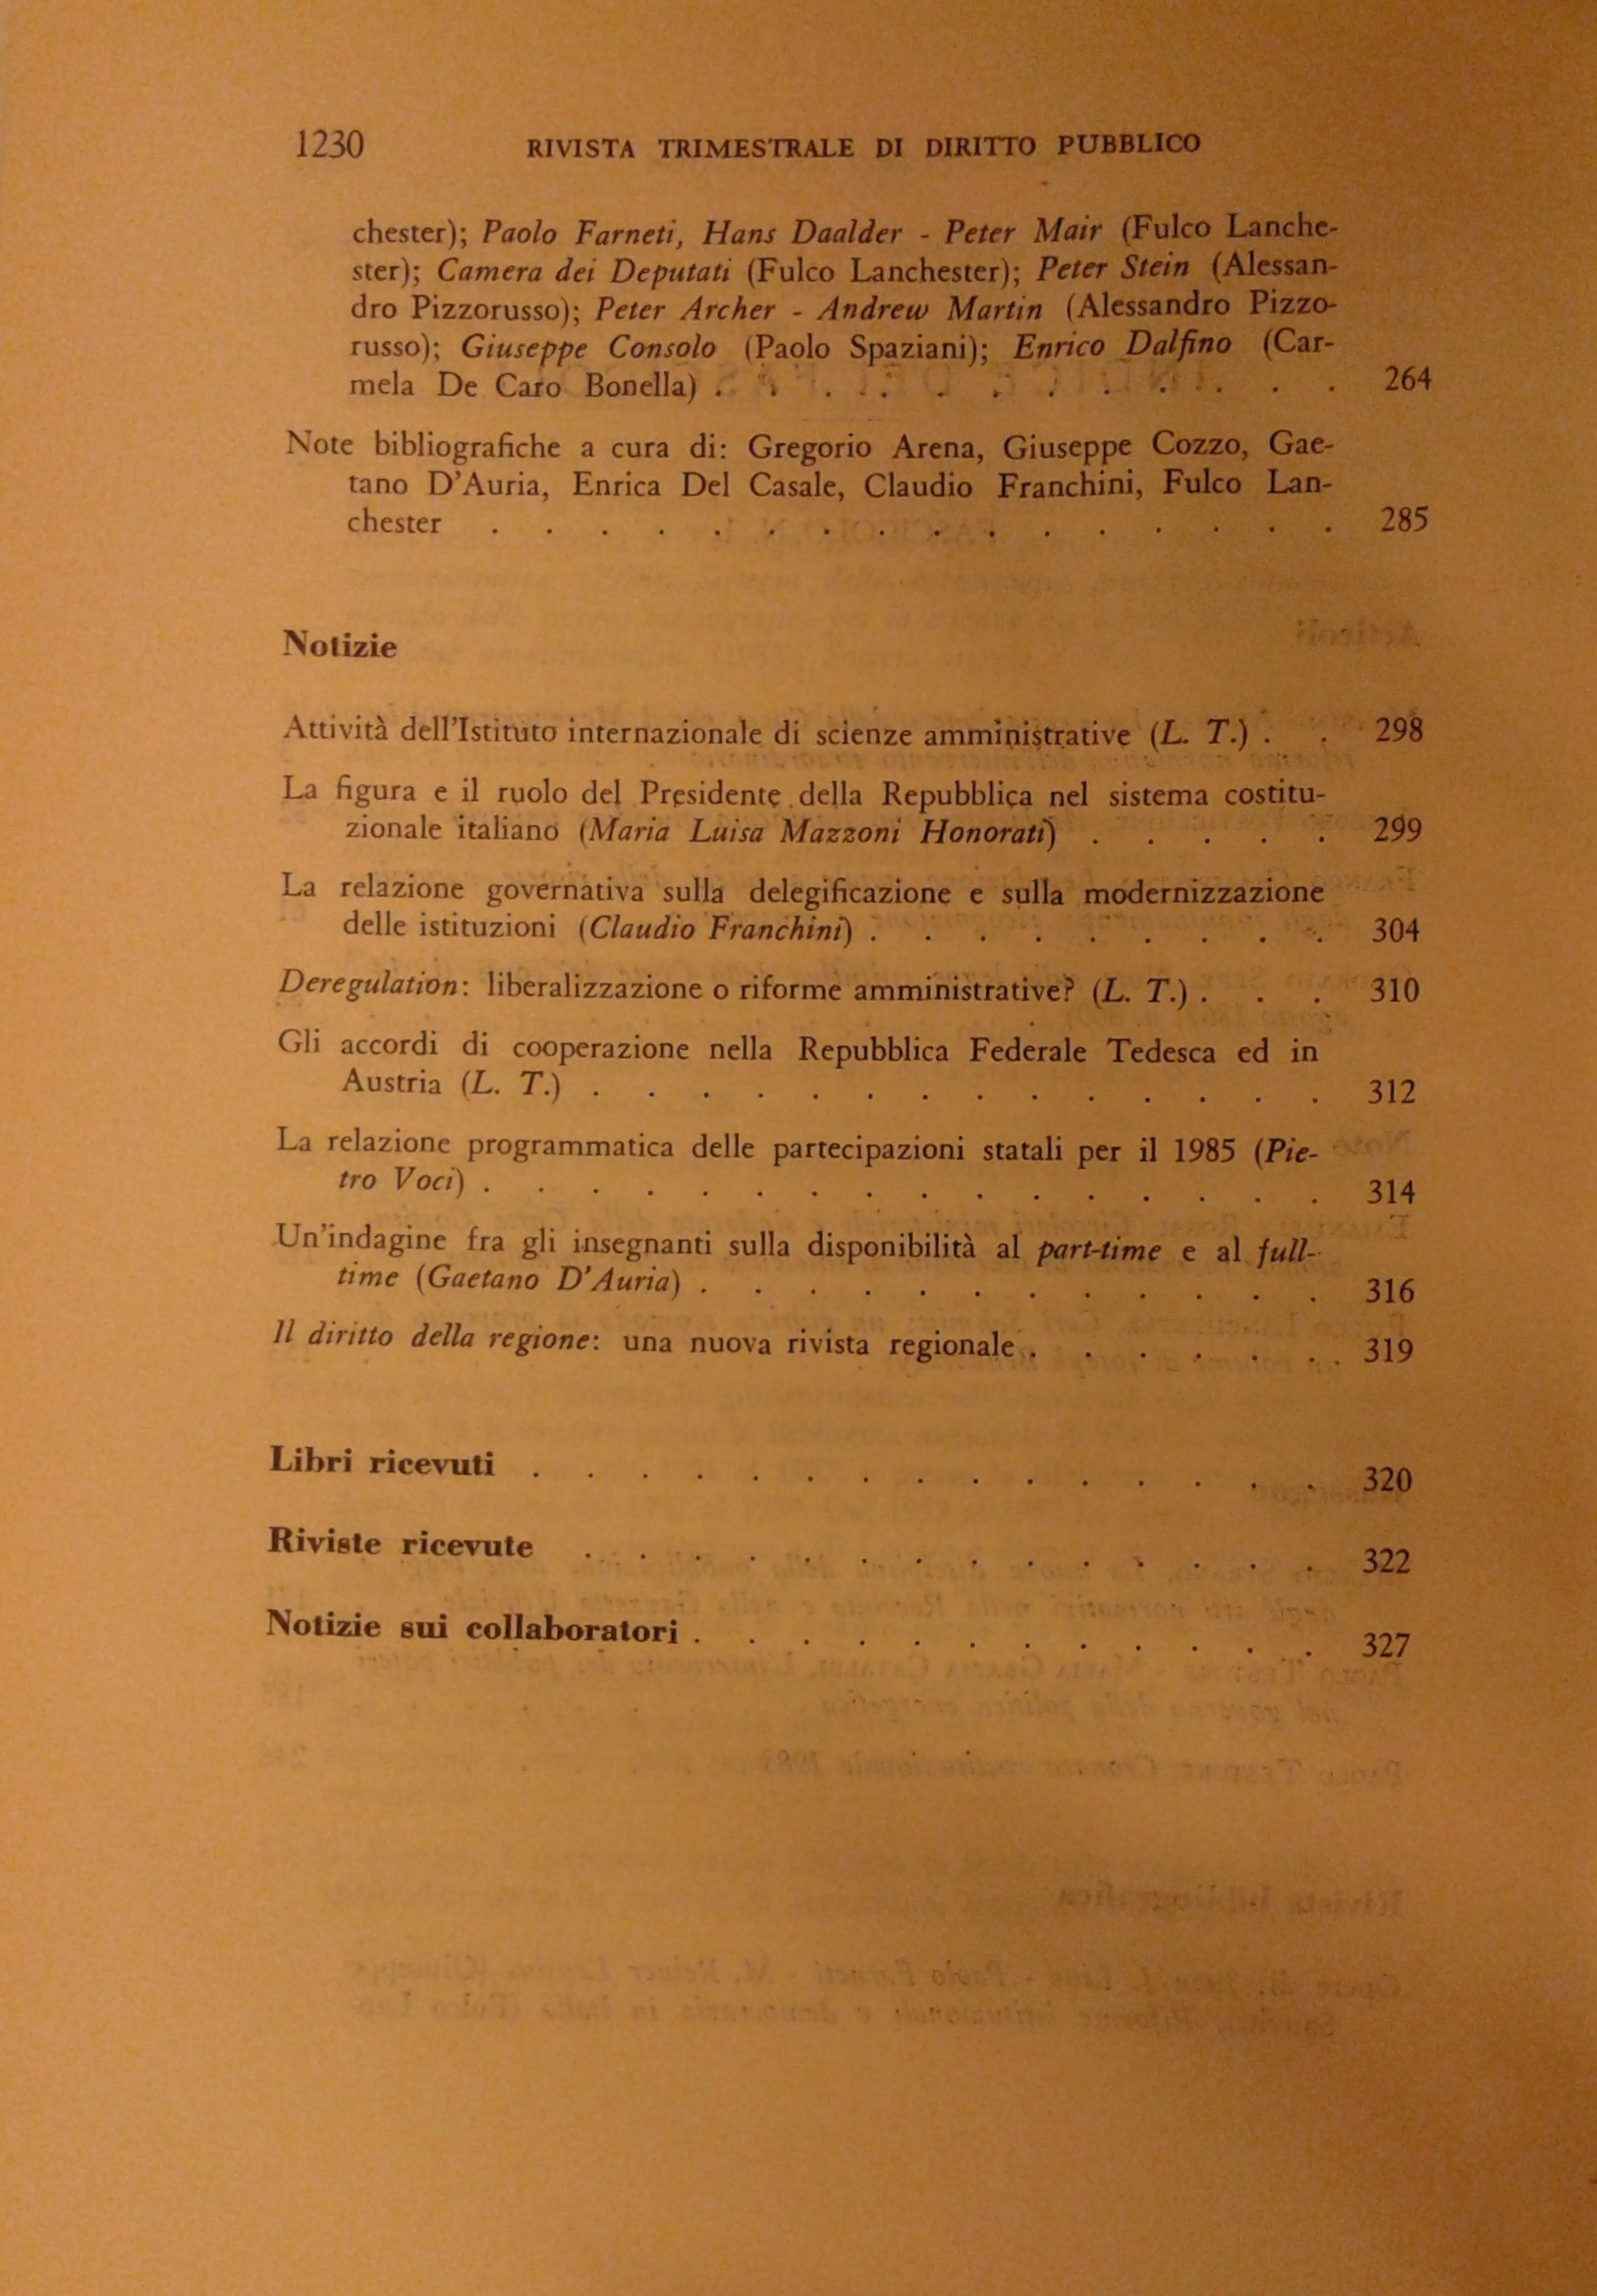 1230 RIVISTA TRIMESTRALE DI DIRITTO PUBBLICO
chester); Paolo Farneti, Hans Daalder - Peter Mair (Fulco Lanche-
ster); Camera dei Deputati (Fulco Lanchester); Peter Stein (Alessan-
dro Pizzorusso); Peter Archer - Andrew Martin (Alessandro Pizzo-
russo); Giuseppe Consolo (Paolo Spaziani); Enrico Dalfino (Car-
mela De Caro Bonella) . . . . . . . . . . . . 264
Note bibliografiche a cura di: Gregorio Arena, Giuseppe Cozzo, Gae-
tano D'Auria, Enrica Del Casale, Claudio Franchini, Fulco Lan-
chester . . . . . . . . . . . . . . . . 285
Notizie
Attività dell'Istituto internazionale di scienze amministrative (L. T.) . . 298
La figura e il ruolo del Presidente della Repubblica nel sistema costitu-
zionale italiano (Maria Luisa Mazzoni Honorati) . . . . . 299
La relazione governativa sulla delegificazione e sulla modernizzazione
delle istituzioni (Claudio Franchini) . . . . . . . . . 304
Deregulation: liberalizzazione o riforme amministrative? (L. T.) . . . 310
Gli accordi di cooperazione nella Repubblica Federale Tedesca ed in
Austria (L. T.) . . . . . . . . . . . . . . 312
La relazione programmatica delle partecipazioni statali per il 1985 (Pie-
tro Voci) . . . . . . . . . . . . . . . . 314
Un'indagine fra gli insegnanti sulla disponibilità al part-time e al full-
time (Gaetano D'Auria) . . . . . . . . . . . . 316
Il diritto della regione: una nuova rivista regionale . . . . . . . 319
Libri ricevuti . . . . . . . . . . . . . . . 320
Riviste ricevute . . . . . . . . . . . . . . 322
Notizie sui collaboratori . . . . . . . . . . . . 327